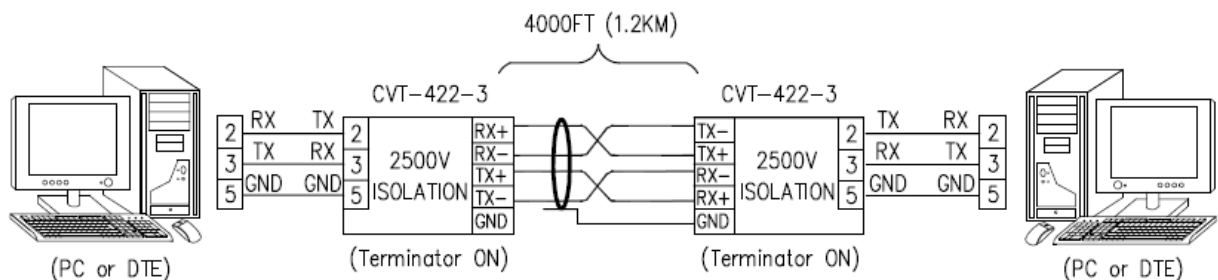 4000FT (1.2KM)
CVT-422-3 CVT-422-3
2 RX TX 2 RX+ TX- 2 TX RX 2
RX- TX+
3 TX RX 3 2500V TX+ RX- 2500V 3 RX TX 3
5 GND GND 5 ISOLATION TX- RX+ ISOLATION 5 GND GND 5
GND GND
(PC or DTE) (Terminator ON) (Terminator ON) (PC or DTE)